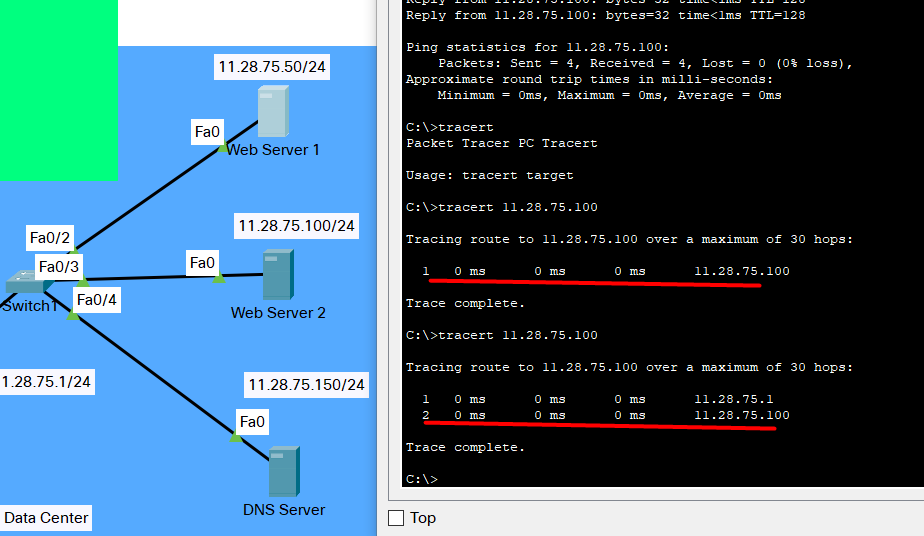 11.28.75.50/24
Fa0
Web Server 1
Fa0/2
11.28.75.100/24
Fa0/3
Fa0
Switch1
Fa0/4
Web Server 2
1.28.75.1/24
11.28.75.150/24
Fa0
DNS Server
Data Center
Reply from 11.28.75.100: bytes=32 time<1ms TTL=128
Reply from 11.28.75.100: bytes=32 time<1ms TTL=128
Ping statistics for 11.28.75.100:
Packets: Sent = 4, Received = 4, Lost = 0 (0% loss),
Approximate round trip times in milli-seconds:
Minimum = 0ms, Maximum = 0ms, Average = 0ms
C:\>tracert
Packet Tracer PC Tracert
Usage: tracert target
C:\>tracert 11.28.75.100
Tracing route to 11.28.75.100 over a maximum of 30 hops:
1 0 ms 0 ms 0 ms 11.28.75.100
Trace complete.
C:\>tracert 11.28.75.100
Tracing route to 11.28.75.100 over a maximum of 30 hops:
1 0 ms 0 ms 0 ms 11.28.75.1
2 0 ms 0 ms 0 ms 11.28.75.100
Trace complete.
C:\>
Top